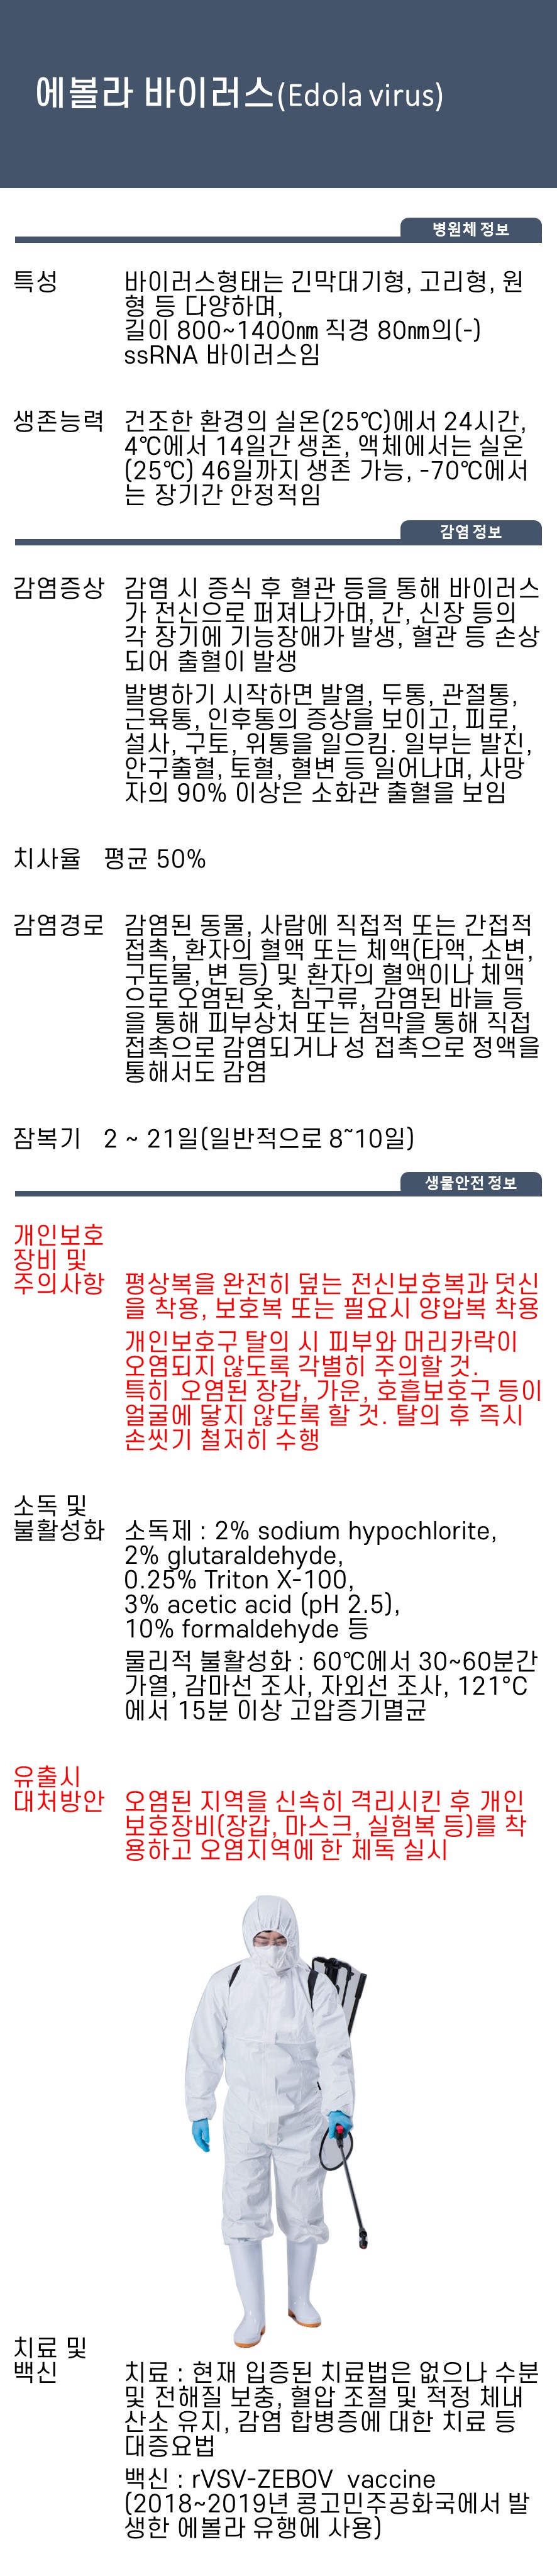 에볼라 바이러스(Edola virus)
병원체 정보
특성
바이러스형태는 긴막대기형, 고리형, 원
형 등 다양하며,
길이 800~1400㎚ 직경 80㎚의(-)
ssRNA 바이러스임
생존능력
건조한 환경의 실온(25℃)에서 24시간,
4℃에서 14일간 생존, 액체에서는 실온
(25℃) 46일까지 생존 가능, -70℃에서
는 장기간 안정적임
감염 정보
감염증상
감염 시 증식 후 혈관 등을 통해 바이러스
가 전신으로 퍼져나가며, 간, 신장 등의
각 장기에 기능장애가 발생, 혈관 등 손상
되어 출혈이 발생
발병하기 시작하면 발열, 두통, 관절통,
근육통, 인후통의 증상을 보이고, 피로,
설사, 구토, 위통을 일으킴. 일부는 발진,
안구출혈, 토혈, 혈변 등 일어나며, 사망
자의 90% 이상은 소화관 출혈을 보임
치사율 평균 50%
감염경로
감염된 동물, 사람에 직접적 또는 간접적
접촉, 환자의 혈액 또는 체액(타액, 소변,
구토물, 변 등) 및 환자의 혈액이나 체액
으로 오염된 옷, 침구류, 감염된 바늘 등
을 통해 피부상처 또는 점막을 통해 직접
접촉으로 감염되거나 성 접촉으로 정액을
통해서도 감염
잠복기 2 ~ 21일(일반적으로 8~10일)
생물안전 정보
개인보호
장비 및
주의사항
평상복을 완전히 덮는 전신보호복과 덧신
을 착용, 보호복 또는 필요시 양압복 착용
개인보호구 탈의 시 피부와 머리카락이
오염되지 않도록 각별히 주의할 것.
특히 오염된 장갑, 가운, 호흡보호구 등이
얼굴에 닿지 않도록 할 것. 탈의 후 즉시
손씻기 철저히 수행
소독 및
불활성화
소독제 : 2% sodium hypochlorite,
2% glutaraldehyde,
0.25% Triton X-100,
3% acetic acid (pH 2.5),
10% formaldehyde 등
물리적 불활성화 : 60℃에서 30~60분간
가열, 감마선 조사, 자외선 조사, 121°C
에서 15분 이상 고압증기멸균
유출시
대처방안
오염된 지역을 신속히 격리시킨 후 개인
보호장비(장갑, 마스크, 실험복 등)를 착
용하고 오염지역에 한 제독 실시
치료 및
백신
치료 : 현재 입증된 치료법은 없으나 수분
및 전해질 보충, 혈압 조절 및 적정 체내
산소 유지, 감염 합병증에 대한 치료 등
대증요법
백신 : rVSV-ZEBOV vaccine
(2018~2019년 콩고민주공화국에서 발
생한 에볼라 유행에 사용)